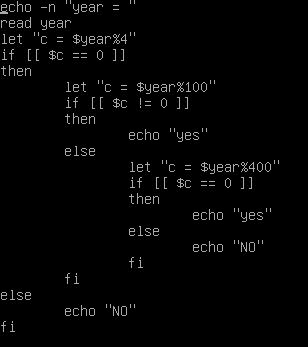 echo -n "year = "
read year
let "c = $year%4"
if [[ $c == 0 ]]
then
        let "c = $year%100"
        if [[ $c != 0 ]]
        then
                echo "yes"
        else
                let "c = $year%400"
                if [[ $c == 0 ]]
                then
                        echo "yes"
                else
                        echo "NO"
                fi
        fi
else
        echo "NO"
fi